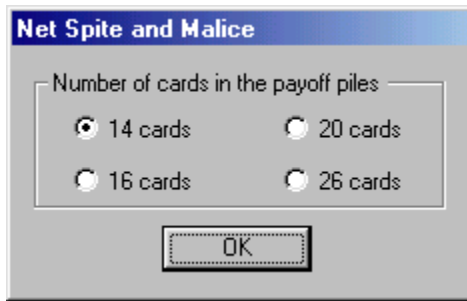 Net Spite and Malice
Number of cards in the payoff piles
14 cards
20 cards
16 cards
26 cards
OK